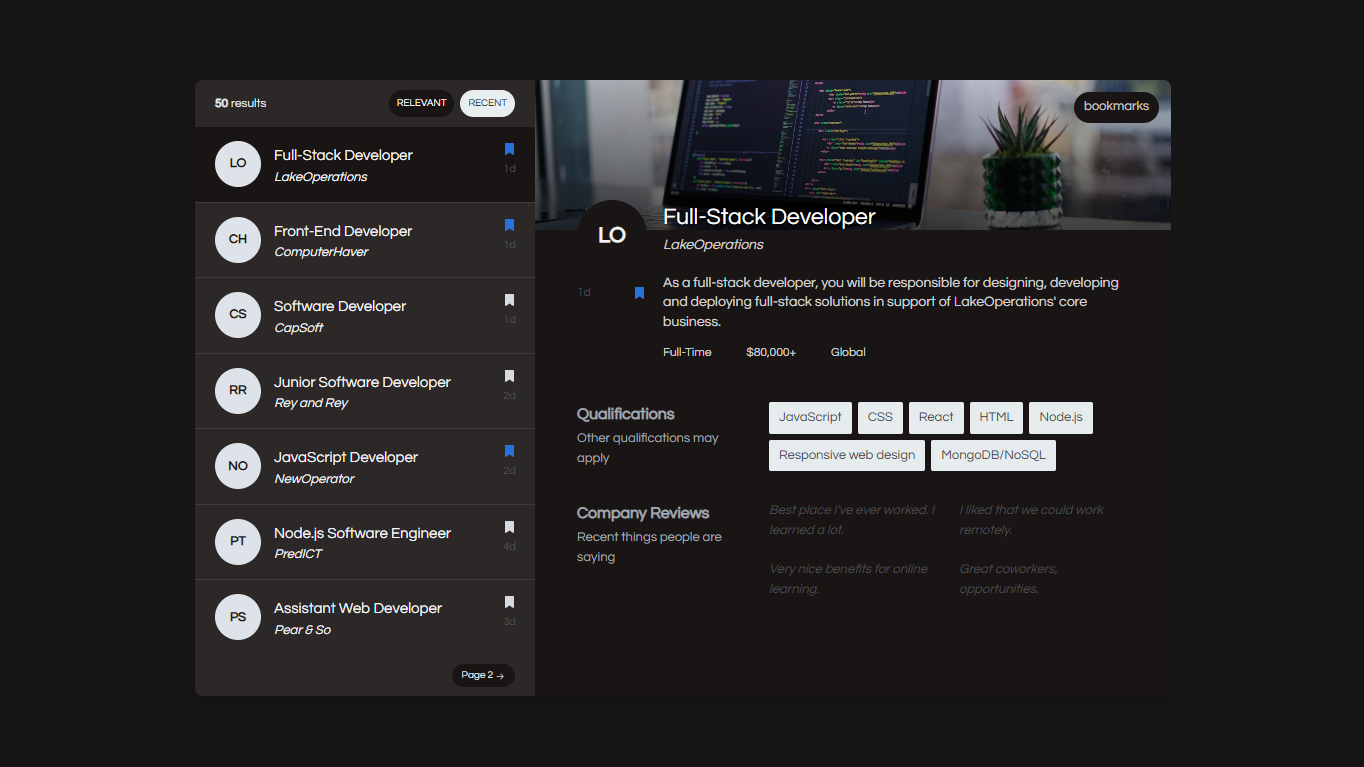 50 results
RELEVANT
RECENT
LO
Full-Stack Developer
LakeOperations
1d
CH
Front-End Developer
ComputerHaver
1d
CS
Software Developer
CapSoft
1d
RR
Junior Software Developer
Rey and Rey
2d
NO
JavaScript Developer
NewOperator
2d
PT
Node.js Software Engineer
PredICT
4d
PS
Assistant Web Developer
Pear & So
3d
Page 2 →
bookmarks
LO
Full-Stack Developer
LakeOperations
1d
As a full-stack developer, you will be responsible for designing, developing
and deploying full-stack solutions in support of LakeOperations' core
business.
Full-Time
$80,000+
Global
Qualifications
Other qualifications may
apply
JavaScript
CSS
React
HTML
Node.js
Responsive web design
MongoDB/NoSQL
Company Reviews
Recent things people are
saying
Best place I've ever worked. I
learned a lot.
I liked that we could work
remotely.
Very nice benefits for online
learning.
Great coworkers,
opportunities.